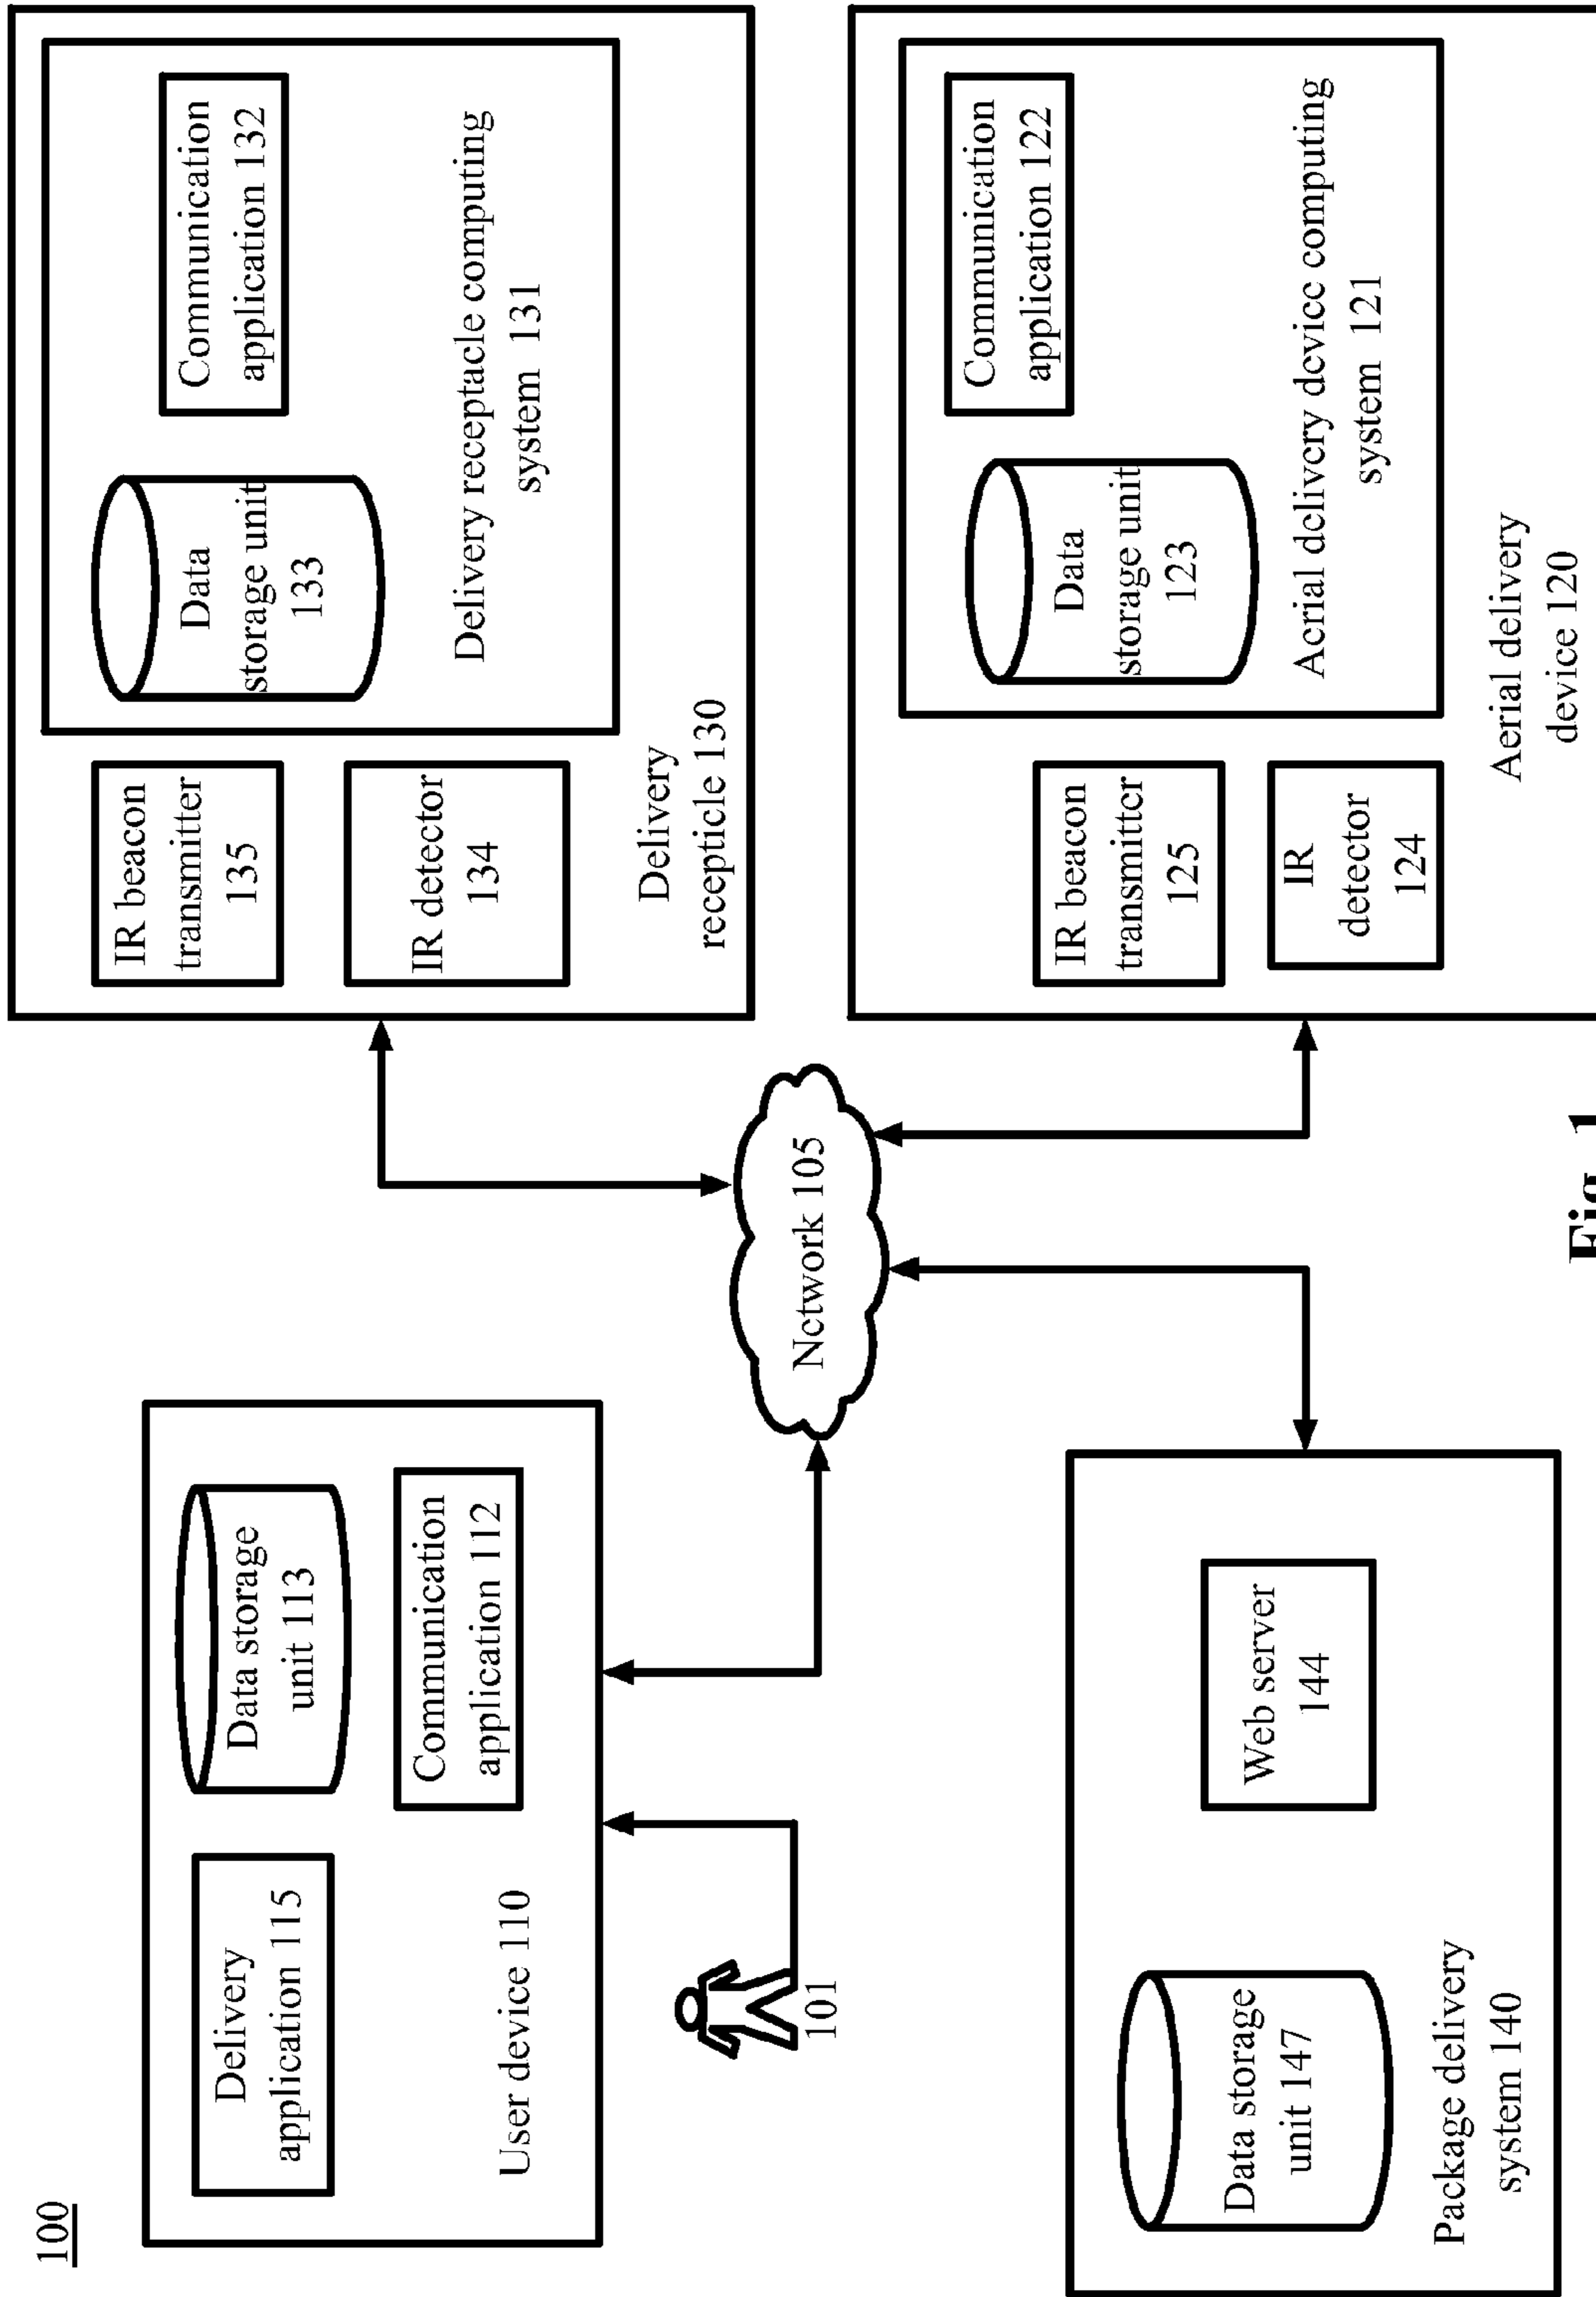 100
Delivery
application 115
Data storage
unit 113
Communication
application 112
User device 110
101
Network 105
IR beacon
transmitter
135
IR detector
134
Data
storage unit
133
Communication
application 132
Delivery receptacle computing
system 131
Delivery
recepticle 130
Data storage
unit 147
Web server
144
Package delivery
system 140
IR beacon
transmitter
125
IR
detector
124
Data
storage unit
123
Communication
application 122
Aerial delivery device computing
system 121
Aerial delivery
device 120
Fig. 1